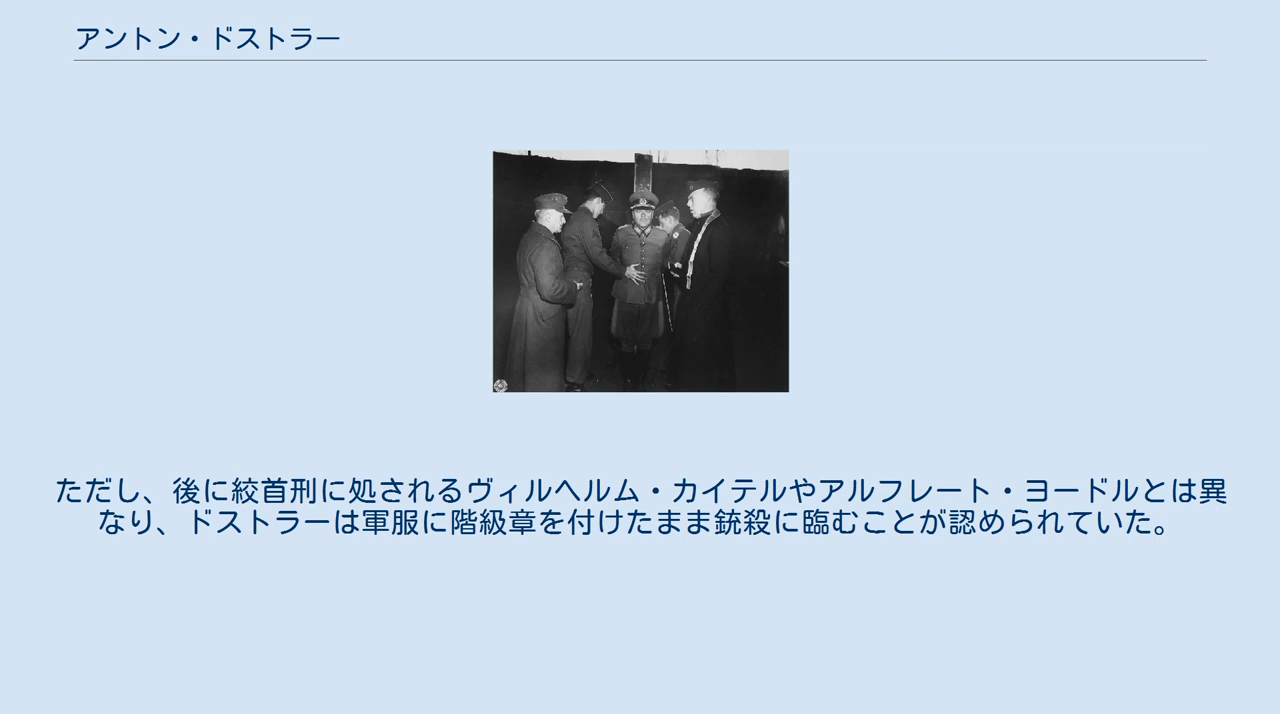 アントン・ドストラー
ただし、後に絞首刑に処されるヴィルヘルム・カイテルやアルフレート・ヨードルとは異
なり、ドストラーは軍服に階級章を付けたまま銃殺に臨むことが認められていた。